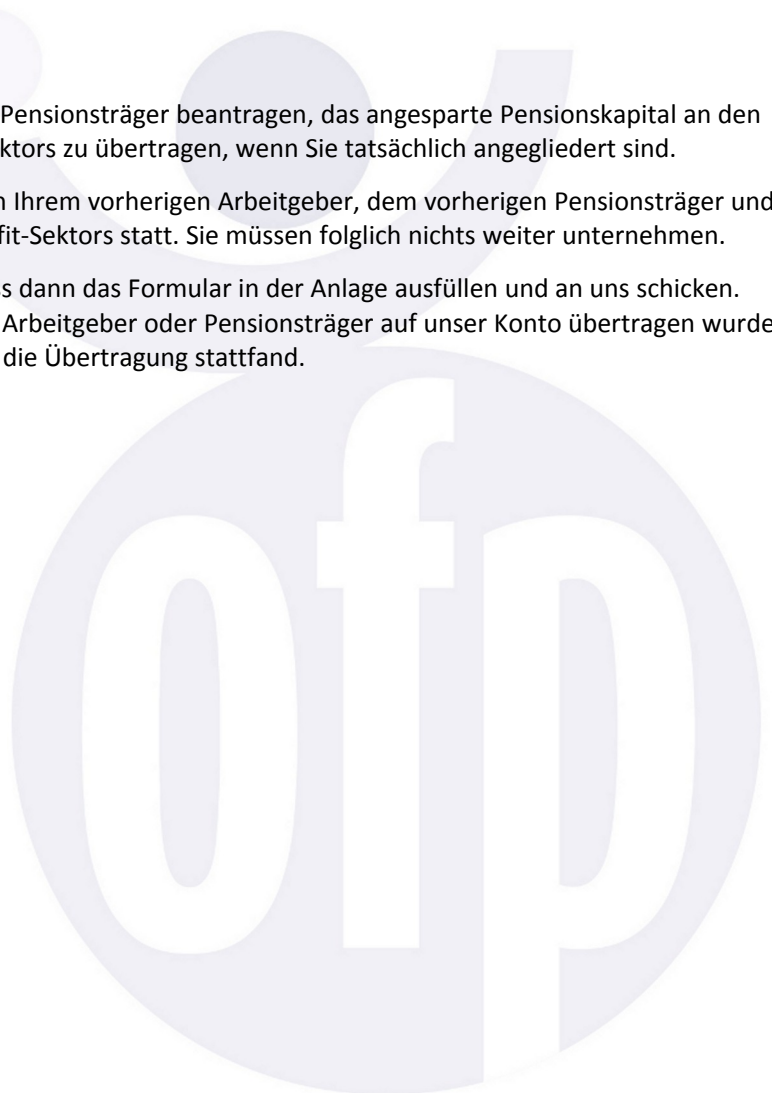 Pensionsträger beantragen, das angesparte Pensionskapital an den
ktors zu übertragen, wenn Sie tatsächlich angegliedert sind.
n Ihrem vorherigen Arbeitgeber, dem vorherigen Pensionsträger und
fit-Sektors statt. Sie müssen folglich nichts weiter unternehmen.
ss dann das Formular in der Anlage ausfüllen und an uns schicken.
Arbeitgeber oder Pensionsträger auf unser Konto übertragen wurde
die Übertragung stattfand.
ofp